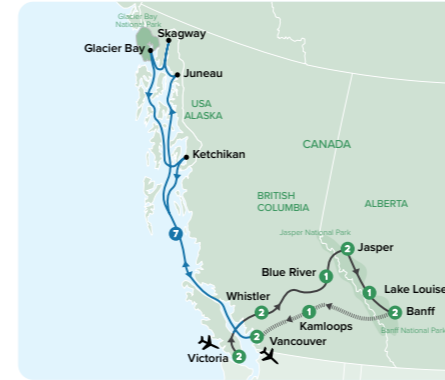 Glacier Bay
National Park
Skagway
Glacier Bay
Juneau
USA
ALASKA
Ketchikan
CANADA
BRITISH
COLUMBIA
ALBERTA
7
Jasper National Park
2
Jasper
Blue River
1
Lake Louise
1
Whistler
2
1
2
Banff
Kamloops
Banff National Park
2
Vancouver
Victoria
2